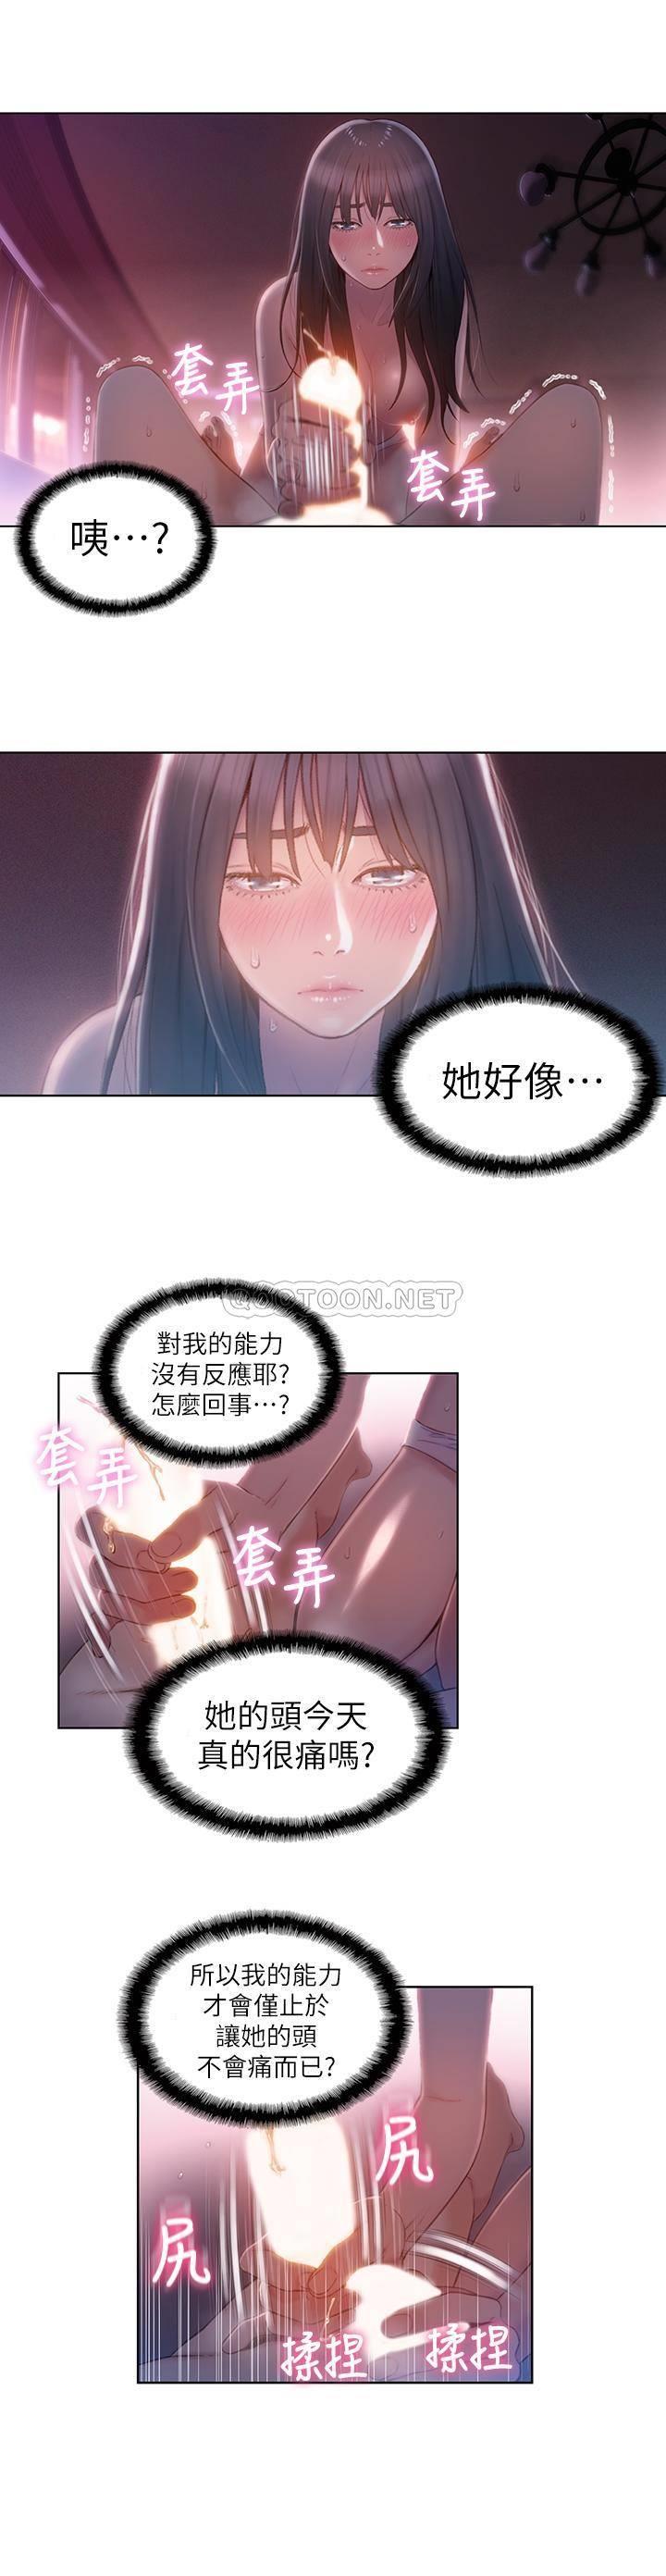 套弄
套弄
咦…?
她好像…
QOOTOON.NET
對我的能力
沒有反應耶?
怎麼回事…?
套弄
套弄
她的頭今天
真的很痛嗎?
所以我的能力
才會僅止於
讓她的頭
不會痛而已?
尻
尻
揉捏
揉捏